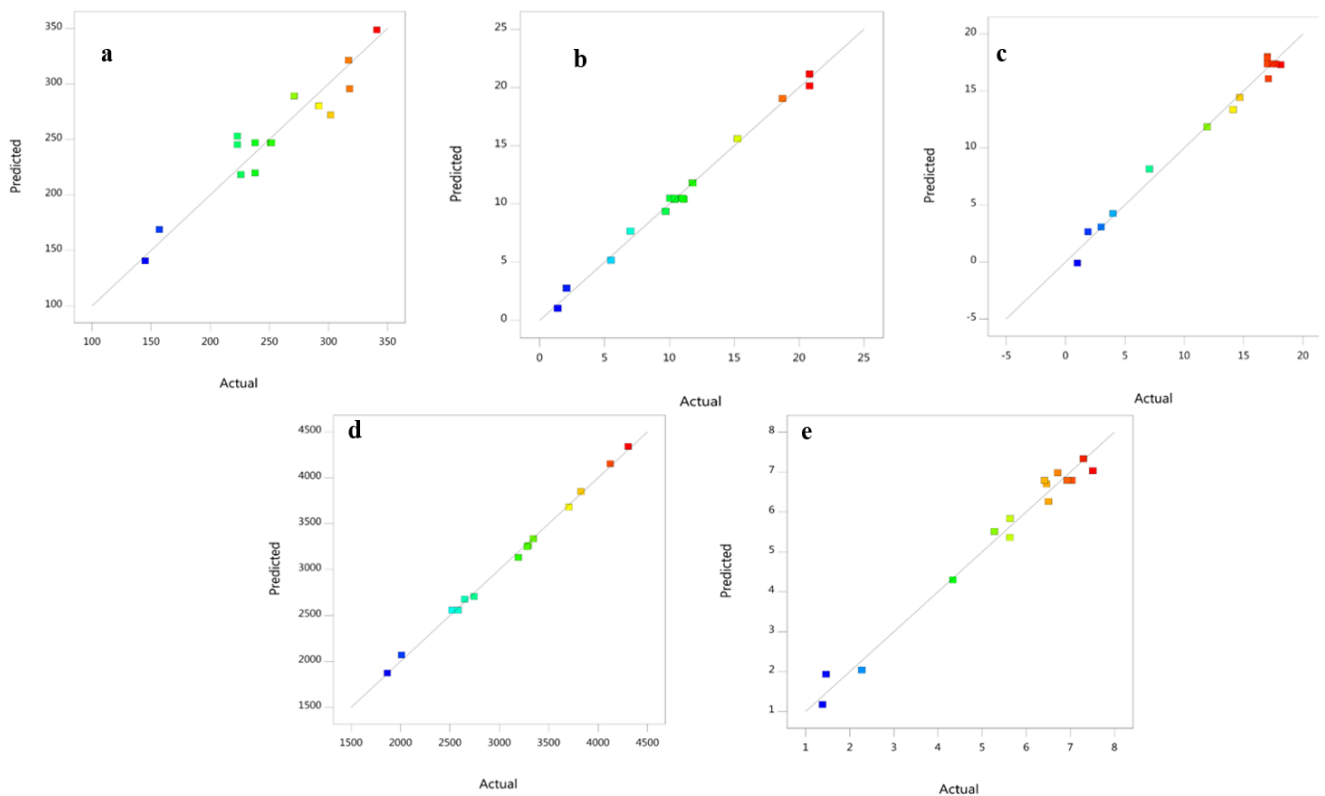 a
350
300
250
200
150
100
Predicted
100 150 200 250 300 350
Actual
b
25
20
15
10
5
0
Predicted
0 5 10 15 20 25
Actual
c
20
15
10
5
0
-5
Predicted
-5 0 5 10 15 20
Actual
d
4500
4000
3500
3000
2500
2000
1500
Predicted
1500 2000 2500 3000 3500 4000 4500
Actual
e
8
7
6
5
4
3
2
1
Predicted
1 2 3 4 5 6 7 8
Actual